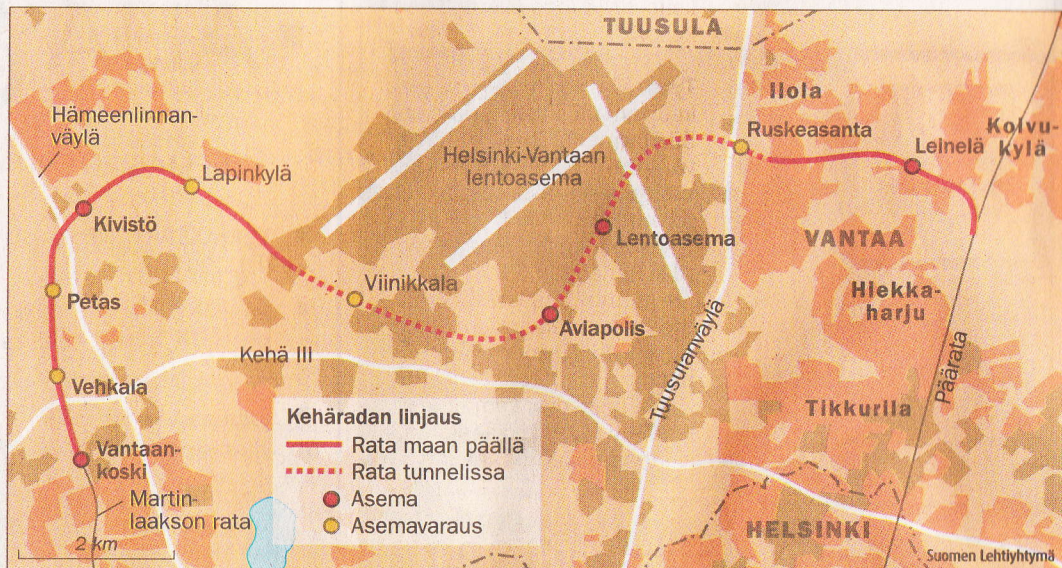 TUUSULA
Hämeenlinnan-
väylä
Ilola
Ruskeasanta
Koivu-
kylä
Leinelä
Lapinkylä
Helsinki-Vantaan
lentoasema
Kivistö
Lentoasema
VANTAA
Petas
Viinikkala
Aviapolis
Hiekka-
harju
Kehä III
Tuusulanväylä
Päärata
Vehkala
Tikkurila
Kehäradan linjaus
Rata maan päällä
Rata tunnelissa
Asema
Asemavaraus
Vantaan-
koski
Martin-
laakson rata
2 km
HELSINKI
Suomen Lehtiyhtymä